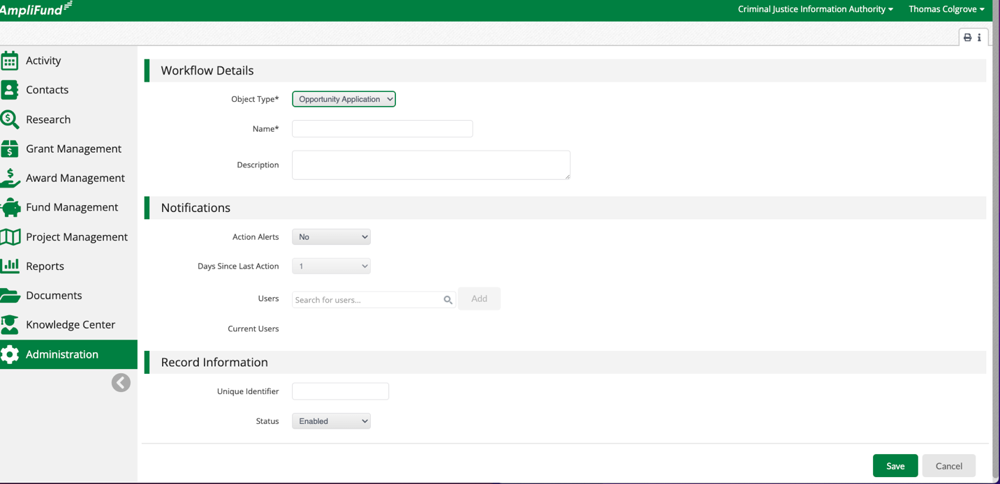 AmpliFund
Criminal Justice Information Authority
Thomas Colgrove
Activity
Contacts
Research
Grant Management
Award Management
Fund Management
Project Management
Reports
Documents
Knowledge Center
Administration
Workflow Details
Object Type* Opportunity Application
Name*
Description
Notifications
Action Alerts No
Days Since Last Action 1
Users Search for users... Add
Current Users
Record Information
Unique Identifier
Status Enabled
Save Cancel